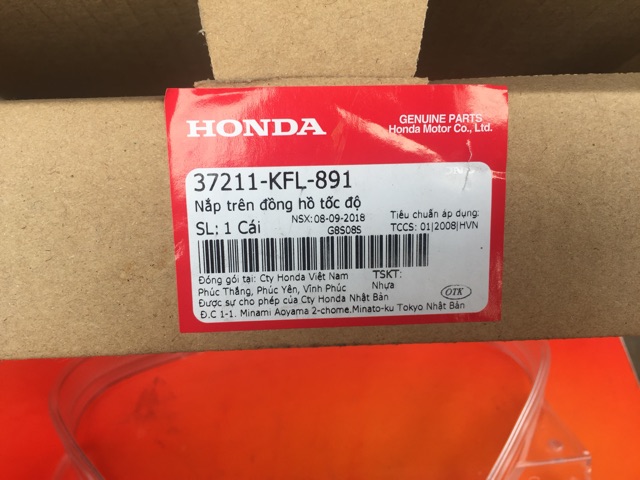 HONDA
GENUINE PARTS
Honda Motor Co., Ltd.
37211-KFL-891
Nắp trên đồng hồ tốc độ
SL: 1 Cái
NSX:08-09-2018
G8S08S
Tiêu chuẩn áp dụng:
TCCS: 01|2008|HVN
Đóng gói tại: Cty Honda Việt Nam
Phúc Thắng, Phúc Yên, Vĩnh Phúc
TSKT:
Nhựa
Được sự cho phép của Cty Honda Nhật Bản
Đ.C 1-1. Minami Aoyama 2-chome,Minato-ku Tokyo Nhật Bản
OTK